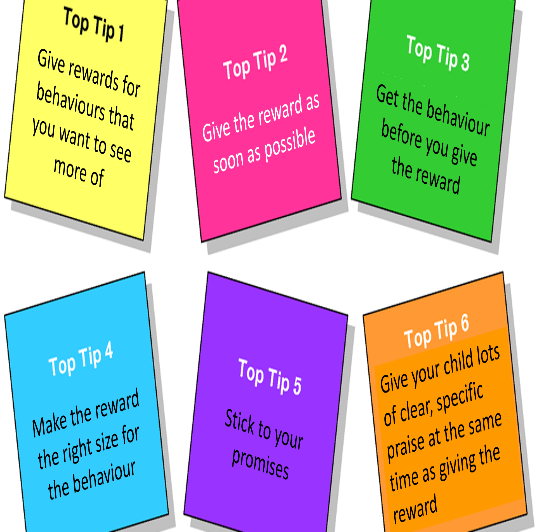 Top Tip 1
Give rewards for
behaviours that
you want to see
more of
Top Tip 2
Give the reward as
soon as possible
Top Tip 3
Get the behaviour
before you give
the reward
Top Tip 4
Make the reward
the right size for
the behaviour
Top Tip 5
Stick to your
promises
Top Tip 6
Give your child lots
of clear, specific
praise at the same
time as giving the
reward